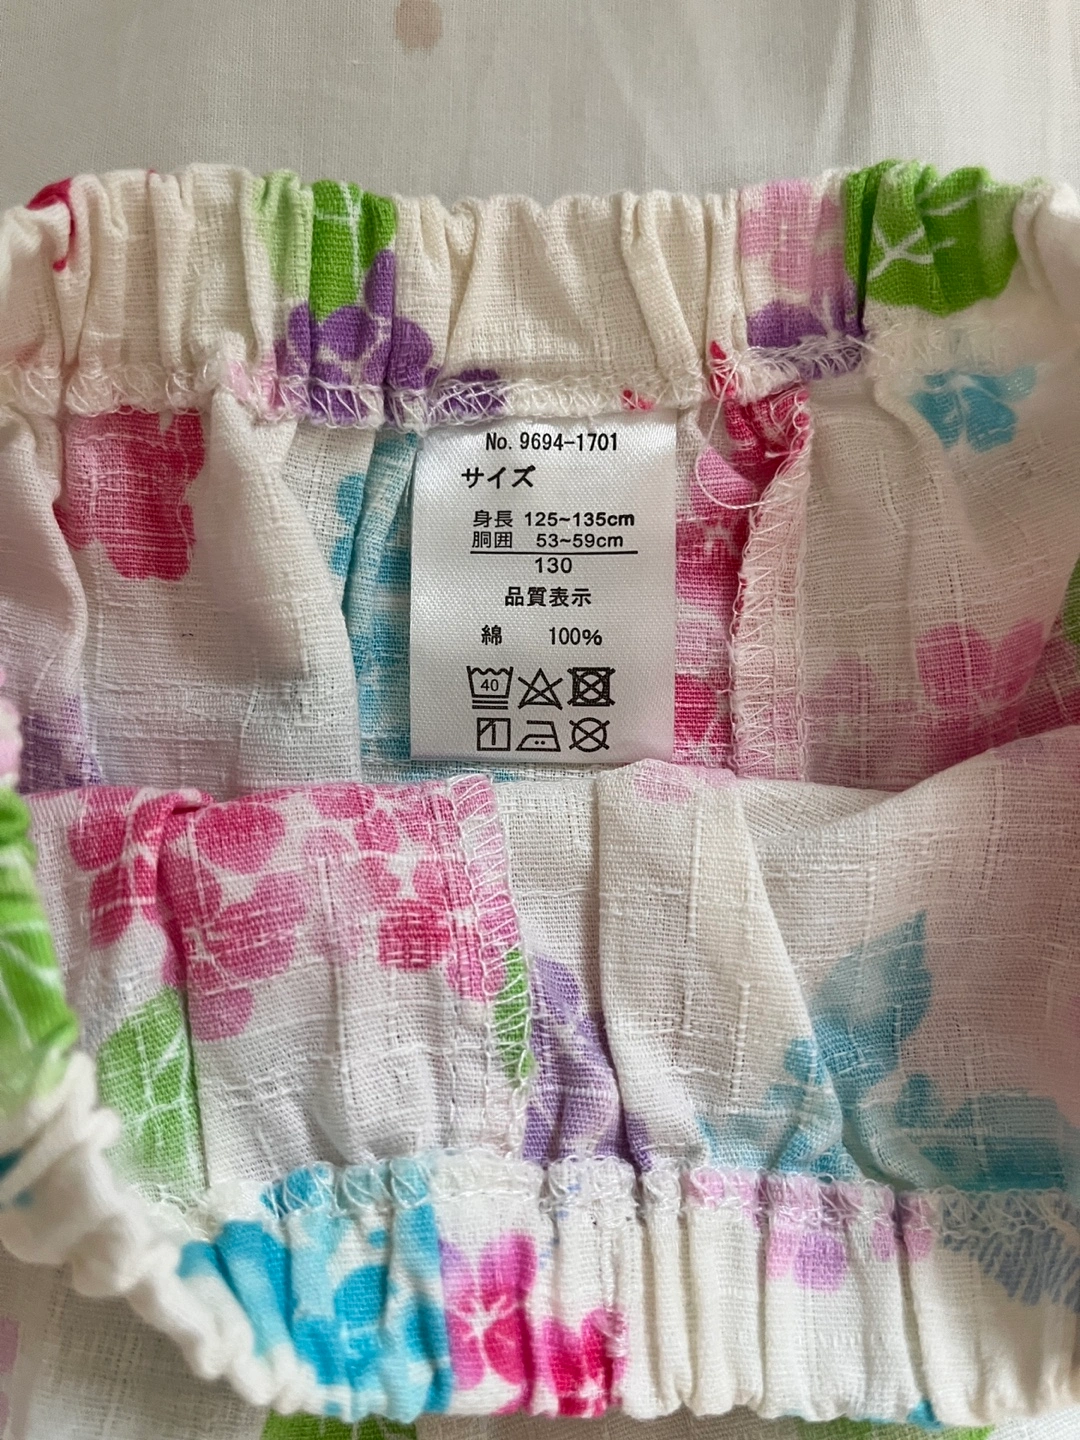 No. 9694-1701
サイズ
身長 125~135cm
胴囲 53~59cm
130
品質表示
綿 100%
40